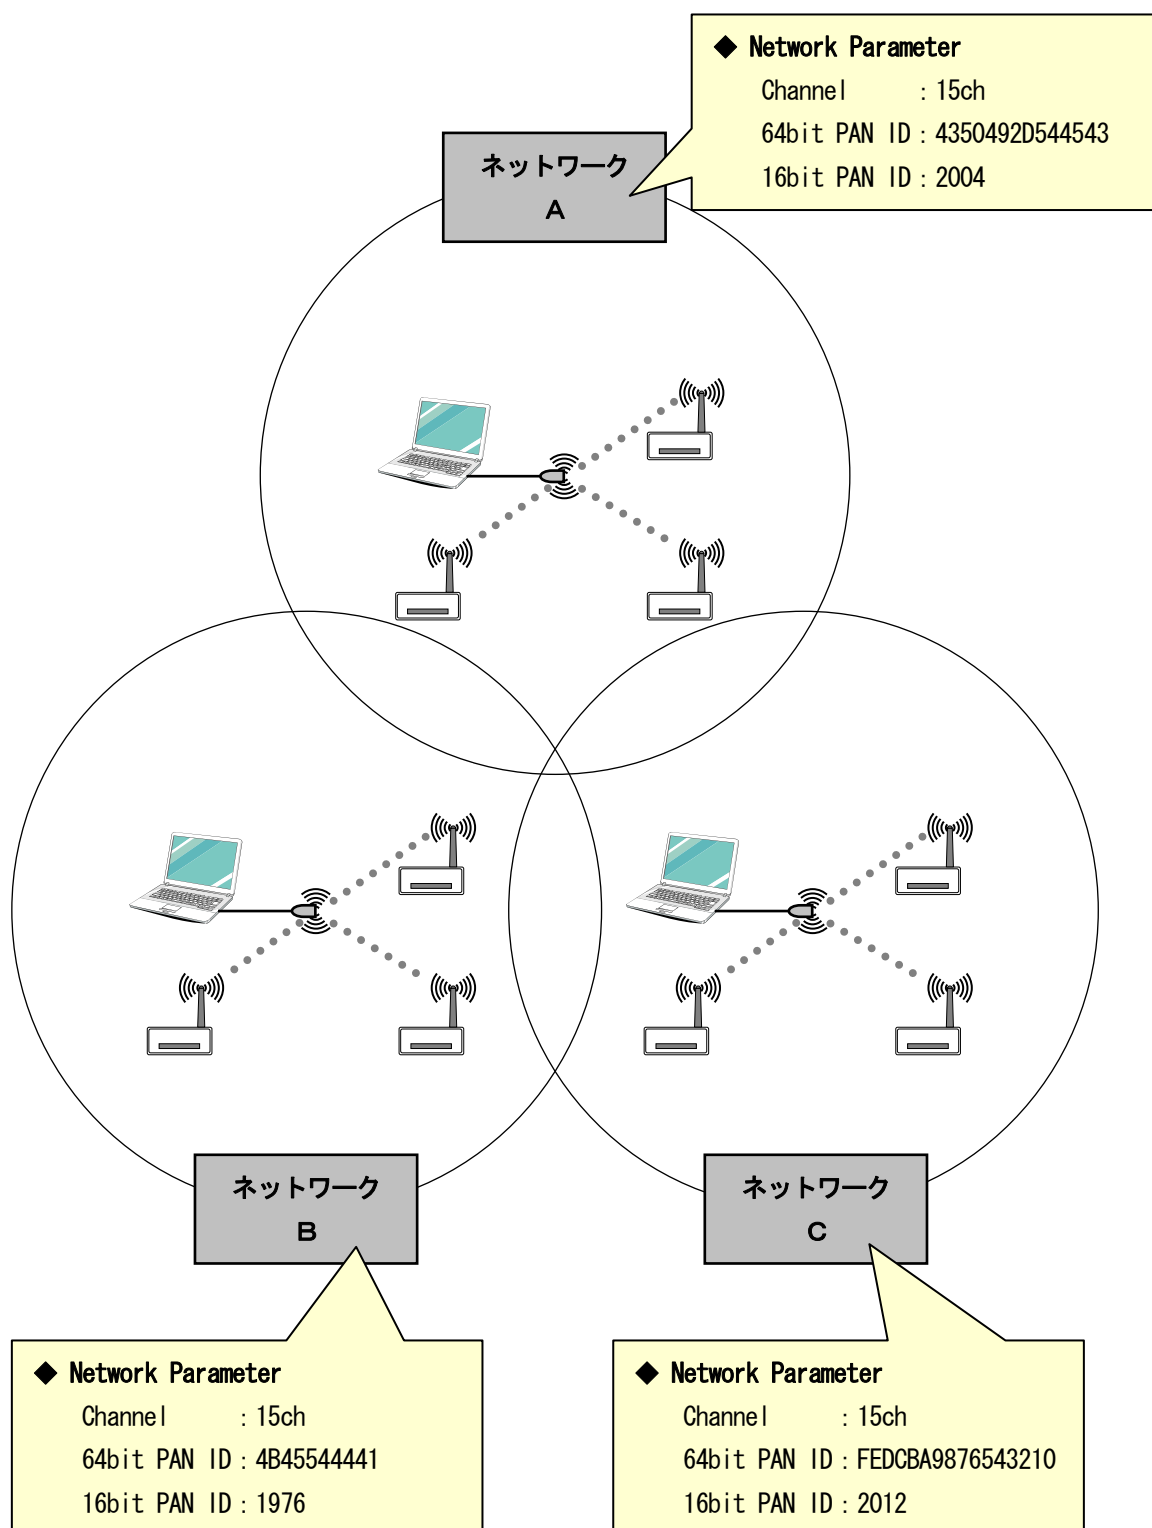 ◆ Network Parameter
Channel : 15ch
64bit PAN ID : 4350492D544543
16bit PAN ID : 2004
ネットワーク
A
ネットワーク
B
ネットワーク
C
◆ Network Parameter
Channel : 15ch
64bit PAN ID : 4B45544441
16bit PAN ID : 1976
◆ Network Parameter
Channel : 15ch
64bit PAN ID : FEDCBA9876543210
16bit PAN ID : 2012